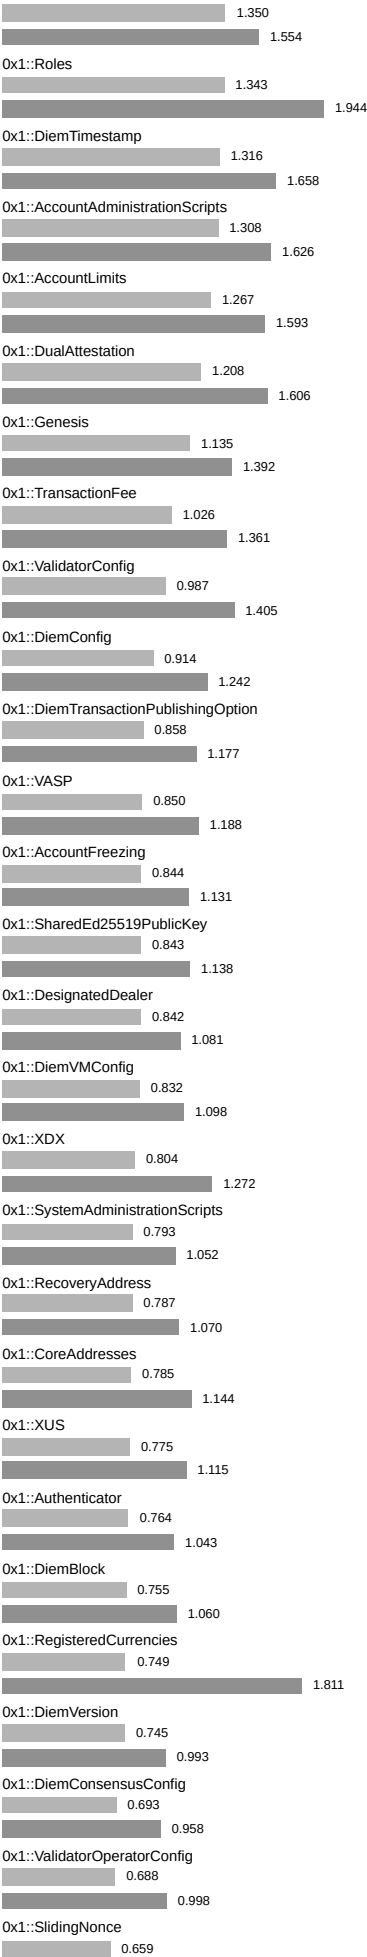 1.350
1.554
0x1::Roles
1.343
1.944
0x1::DiemTimestamp
1.316
1.658
0x1::AccountAdministrationScripts
1.308
1.626
0x1::AccountLimits
1.267
1.593
0x1::DualAttestation
1.208
1.606
0x1::Genesis
1.135
1.392
0x1::TransactionFee
1.026
1.361
0x1::ValidatorConfig
0.987
1.405
0x1::DiemConfig
0.914
1.242
0x1::DiemTransactionPublishingOption
0.858
1.177
0x1::VASP
0.850
1.188
0x1::AccountFreezing
0.844
1.131
0x1::SharedEd25519PublicKey
0.843
1.138
0x1::DesignatedDealer
0.842
1.081
0x1::DiemVMConfig
0.832
1.098
0x1::XDX
0.804
1.272
0x1::SystemAdministrationScripts
0.793
1.052
0x1::RecoveryAddress
0.787
1.070
0x1::CoreAddresses
0.785
1.144
0x1::XUS
0.775
1.115
0x1::Authenticator
0.764
1.043
0x1::DiemBlock
0.755
1.060
0x1::RegisteredCurrencies
0.749
1.811
0x1::DiemVersion
0.745
0.993
0x1::DiemConsensusConfig
0.693
0.958
0x1::ValidatorOperatorConfig
0.688
0.998
0x1::SlidingNonce
0.659